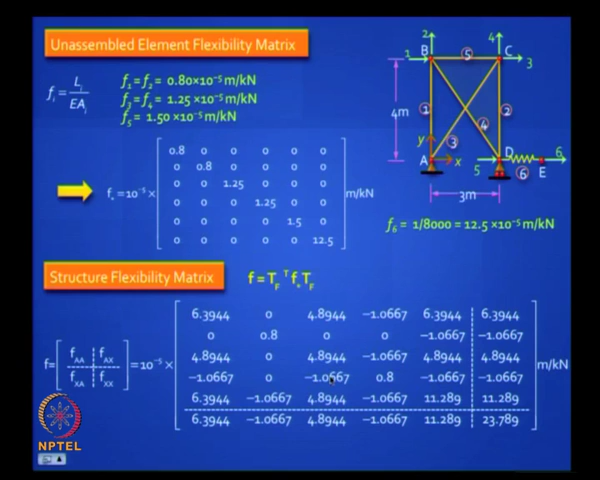 Unassembled Element Flexibility Matrix
fᵢ = Lᵢ / EAᵢ
f₁ = f₂ = 0.80×10⁻⁵ m/kN
f₃ = f₄ = 1.25 ×10⁻⁵ m/kN
f₅ = 1.50 ×10⁻⁵ m/kN
f* = 10⁻⁵ ×
0.8 0 0 0 0 0
0 0.8 0 0 0 0
0 0 1.25 0 0 0
0 0 0 1.25 0 0
0 0 0 0 1.5 0
0 0 0 0 0 12.5
m/kN
2 4
B 5 C
1 3
4m
1 2
y 3 4
A x D 5 6 E 6
3m
f₆ = 1/8000 = 12.5 ×10⁻⁵ m/kN
Structure Flexibility Matrix
f = T_F^T f* T_F
f = [f_AA f_AX
f_XA f_XX] = 10⁻⁵ ×
6.3944 0 4.8944 −1.0667 6.3944 6.3944
0 0.8 0 0 −1.0667 −1.0667
4.8944 0 4.8944 −1.0667 4.8944 4.8944
−1.0667 0 −1.0667 0.8 −1.0667 −1.0667
6.3944 −1.0667 4.8944 −1.0667 11.289 11.289
6.3944 −1.0667 4.8944 −1.0667 11.289 23.789
m/kN
NPTEL